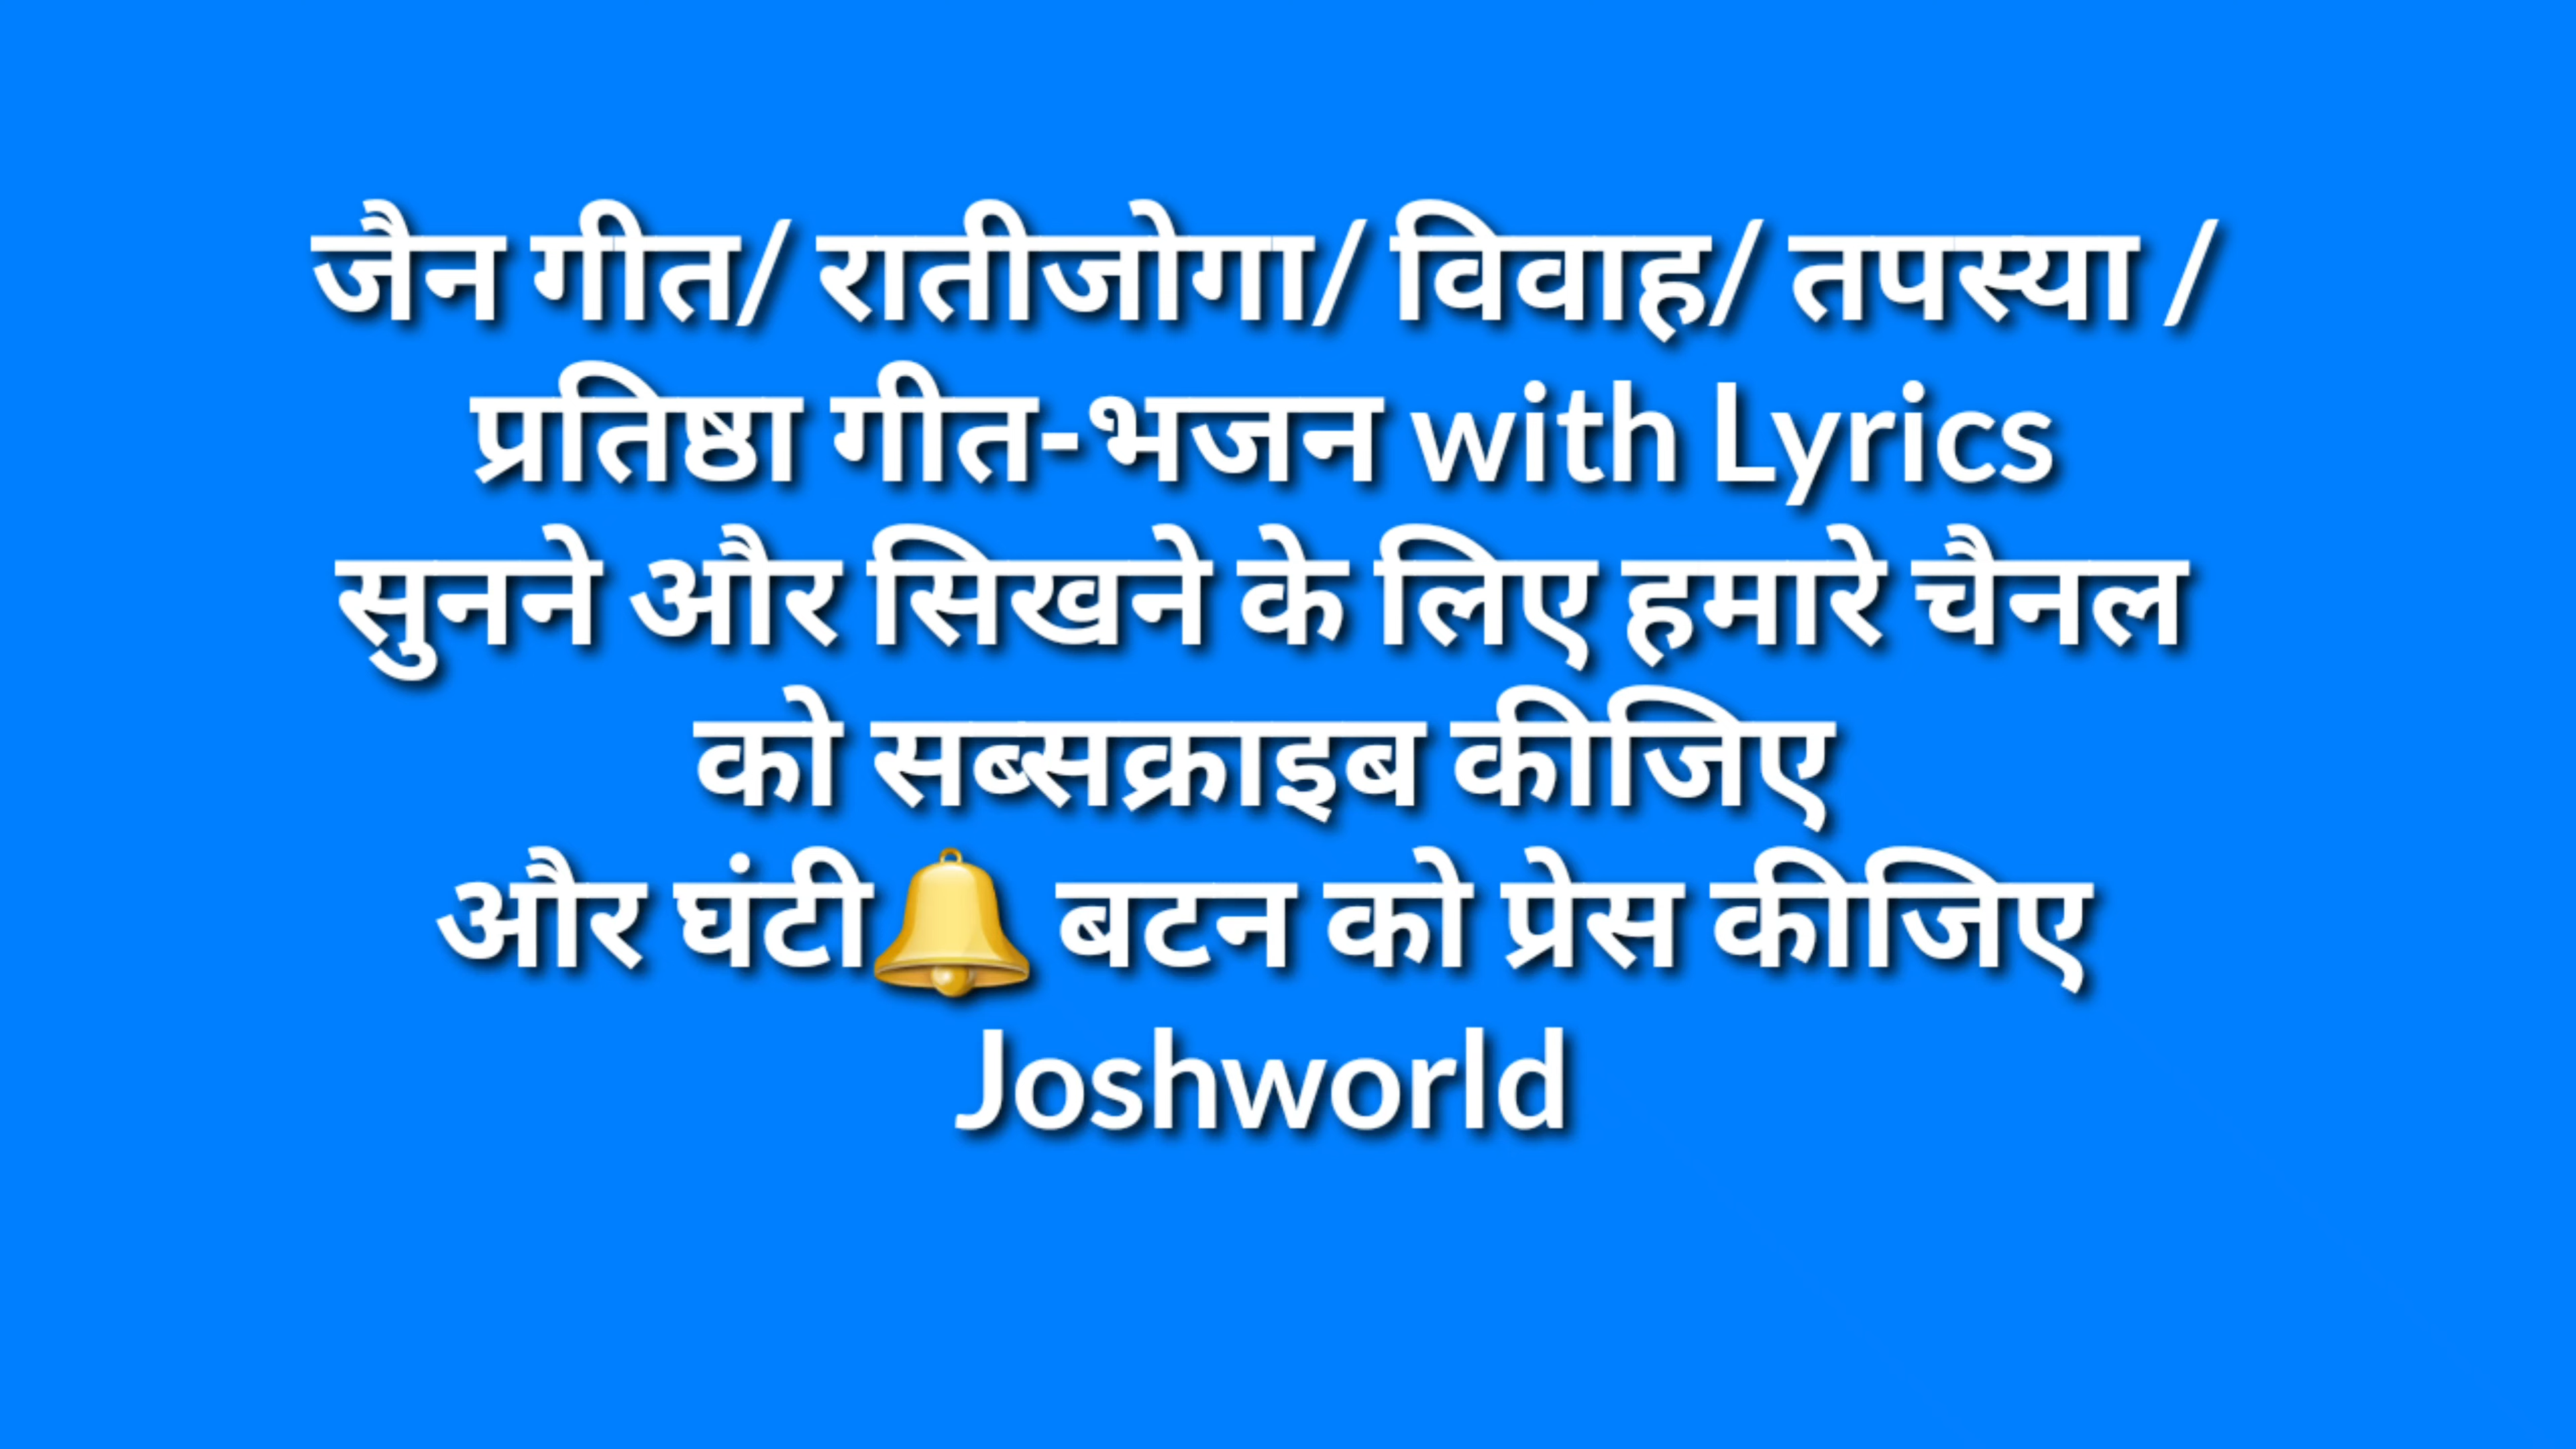 जैन गीत/ रातीजोगा/ विवाह/ तपस्या /
प्रतिष्ठा गीत-भजन with Lyrics
सुनने और सिखने के लिए हमारे चैनल
को सब्सक्राइब कीजिए
और घंटी🔔 बटन को प्रेस कीजिए
Joshworld